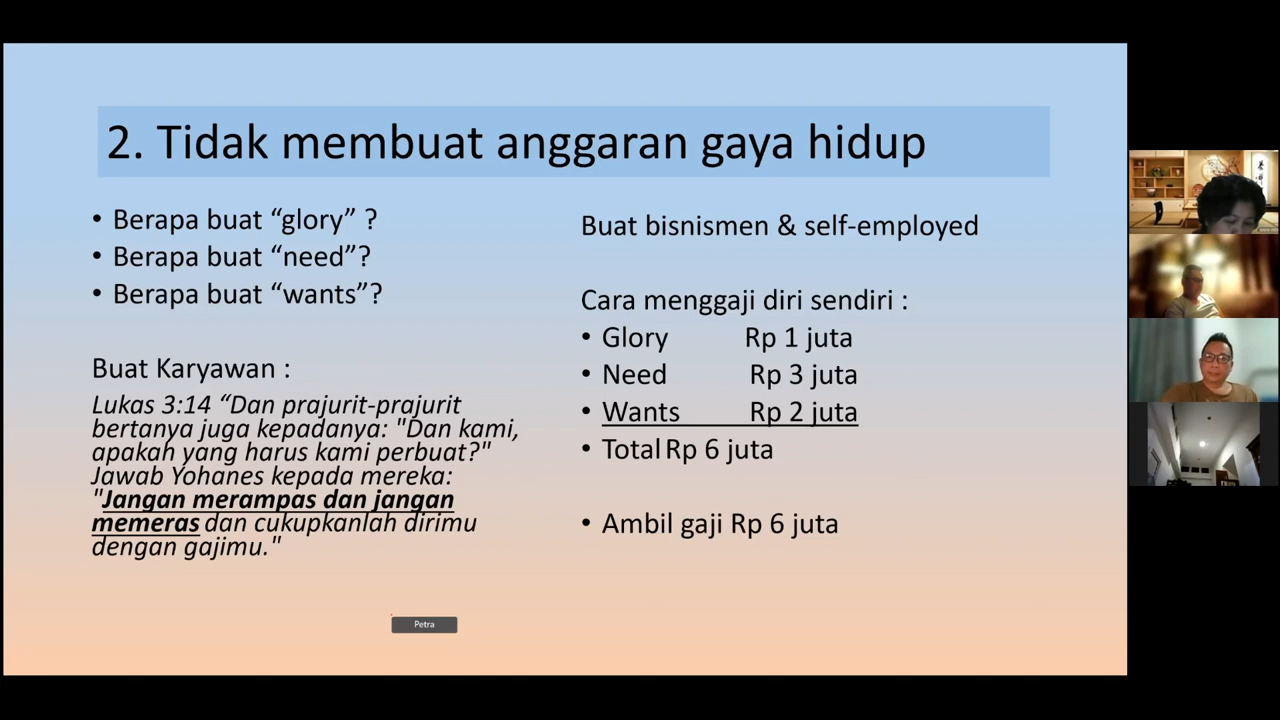 2. Tidak membuat anggaran gaya hidup
• Berapa buat “glory” ?
• Berapa buat “need”?
• Berapa buat “wants”?
Buat Karyawan :
Lukas 3:14 “Dan prajurit-prajurit
bertanya juga kepadanya: "Dan kami,
apakah yang harus kami perbuat?"
Jawab Yohanes kepada mereka:
"Jangan merampas dan jangan
memeras dan cukupkanlah dirimu
dengan gajimu."
Buat bisnismen & self-employed
Cara menggaji diri sendiri :
• Glory Rp 1 juta
• Need Rp 3 juta
• Wants Rp 2 juta
• Total Rp 6 juta
• Ambil gaji Rp 6 juta
Petra